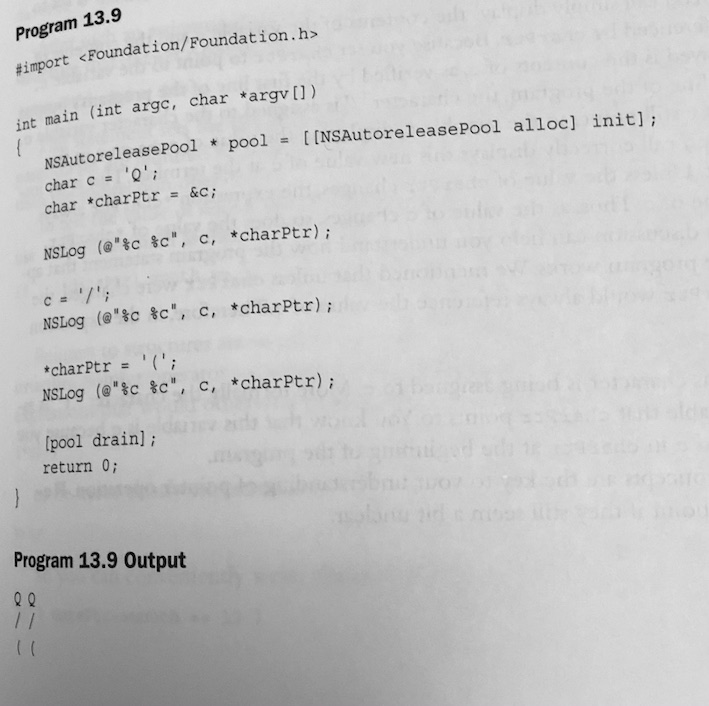 Program 13.9
#import <Foundation/Foundation.h>
int main (int argc, char *argv[])
{
NSAutoreleasePool * pool = [[NSAutoreleasePool alloc] init];
char c = 'Q';
char *charPtr = &c;
NSLog (@"%c %c", c, *charPtr);
c = '/';
NSLog (@"%c %c", c, *charPtr);
*charPtr = '(';
NSLog (@"%c %c", c, *charPtr);
[pool drain];
return 0;
}
Program 13.9 Output
Q Q
/ /
( (